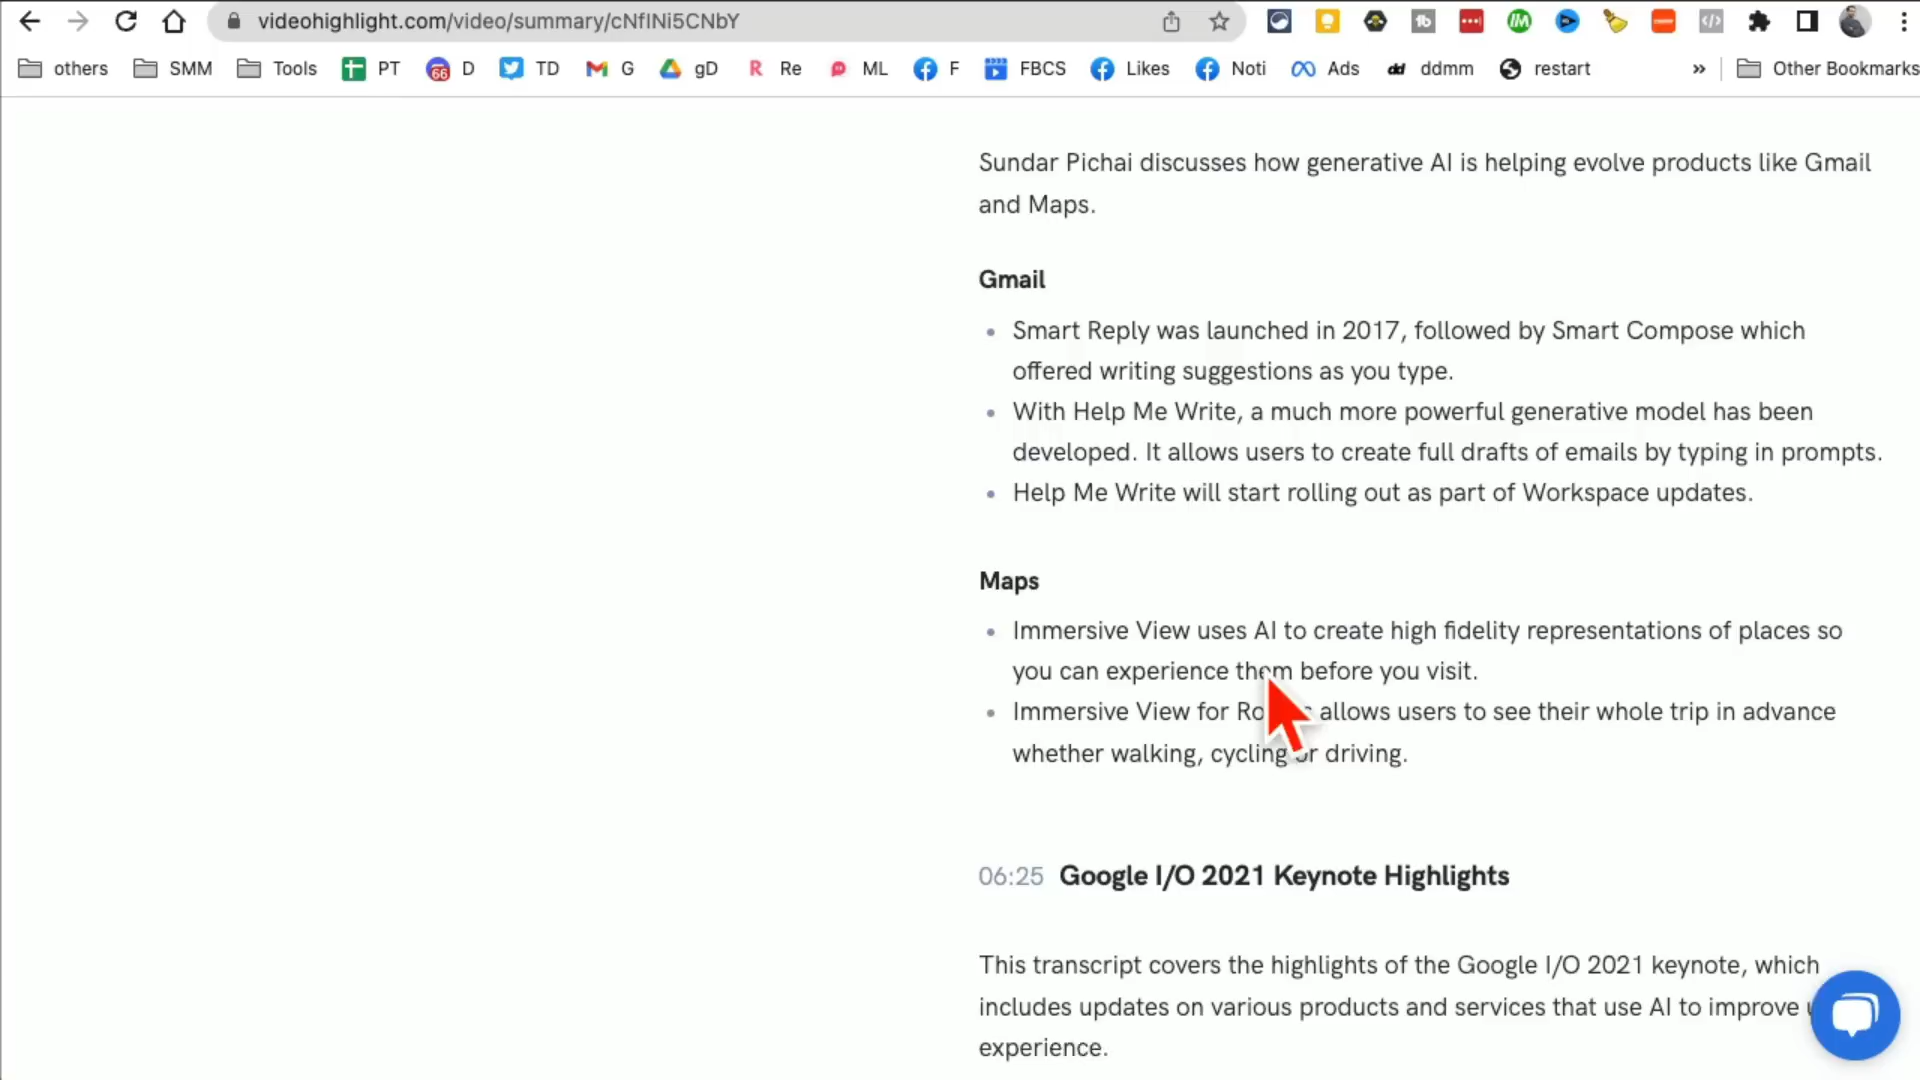 videohighlight.com/video/summary/cNfINi5CNbY
others SMM Tools PT D TD G gD Re ML F FBCS Likes Noti Ads ddmm restart » Other Bookmarks
Sundar Pichai discusses how generative AI is helping evolve products like Gmail
and Maps.
Gmail
• Smart Reply was launched in 2017, followed by Smart Compose which
offered writing suggestions as you type.
• With Help Me Write, a much more powerful generative model has been
developed. It allows users to create full drafts of emails by typing in prompts.
• Help Me Write will start rolling out as part of Workspace updates.
Maps
• Immersive View uses AI to create high fidelity representations of places so
you can experience them before you visit.
• Immersive View for allows users to see their whole trip in advance
whether walking, cycling or driving.
06:25 Google I/O 2021 Keynote Highlights
This transcript covers the highlights of the Google I/O 2021 keynote, which
includes updates on various products and services that use AI to improve
experience.